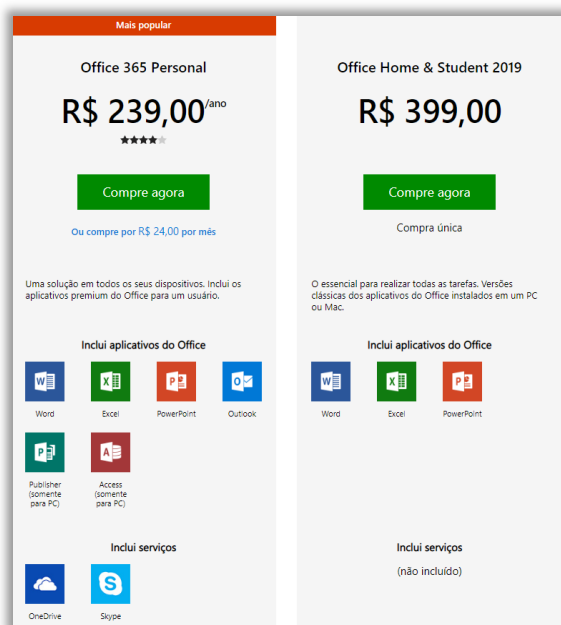 Mais popular
Office 365 Personal
R$ 239,00/ano
Compre agora
Ou compre por R$ 24,00 por mês
Uma solução em todos os seus dispositivos. Inclui os
aplicativos premium do Office para um usuário.
Inclui aplicativos do Office
Word
Excel
PowerPoint
Outlook
Publisher
(somente
para PC)
Access
(somente
para PC)
Inclui serviços
OneDrive
Skype
Office Home & Student 2019
R$ 399,00
Compre agora
Compra única
O essencial para realizar todas as tarefas. Versões
clássicas dos aplicativos do Office instalados em um PC
ou Mac.
Inclui aplicativos do Office
Word
Excel
PowerPoint
Inclui serviços
(não incluído)